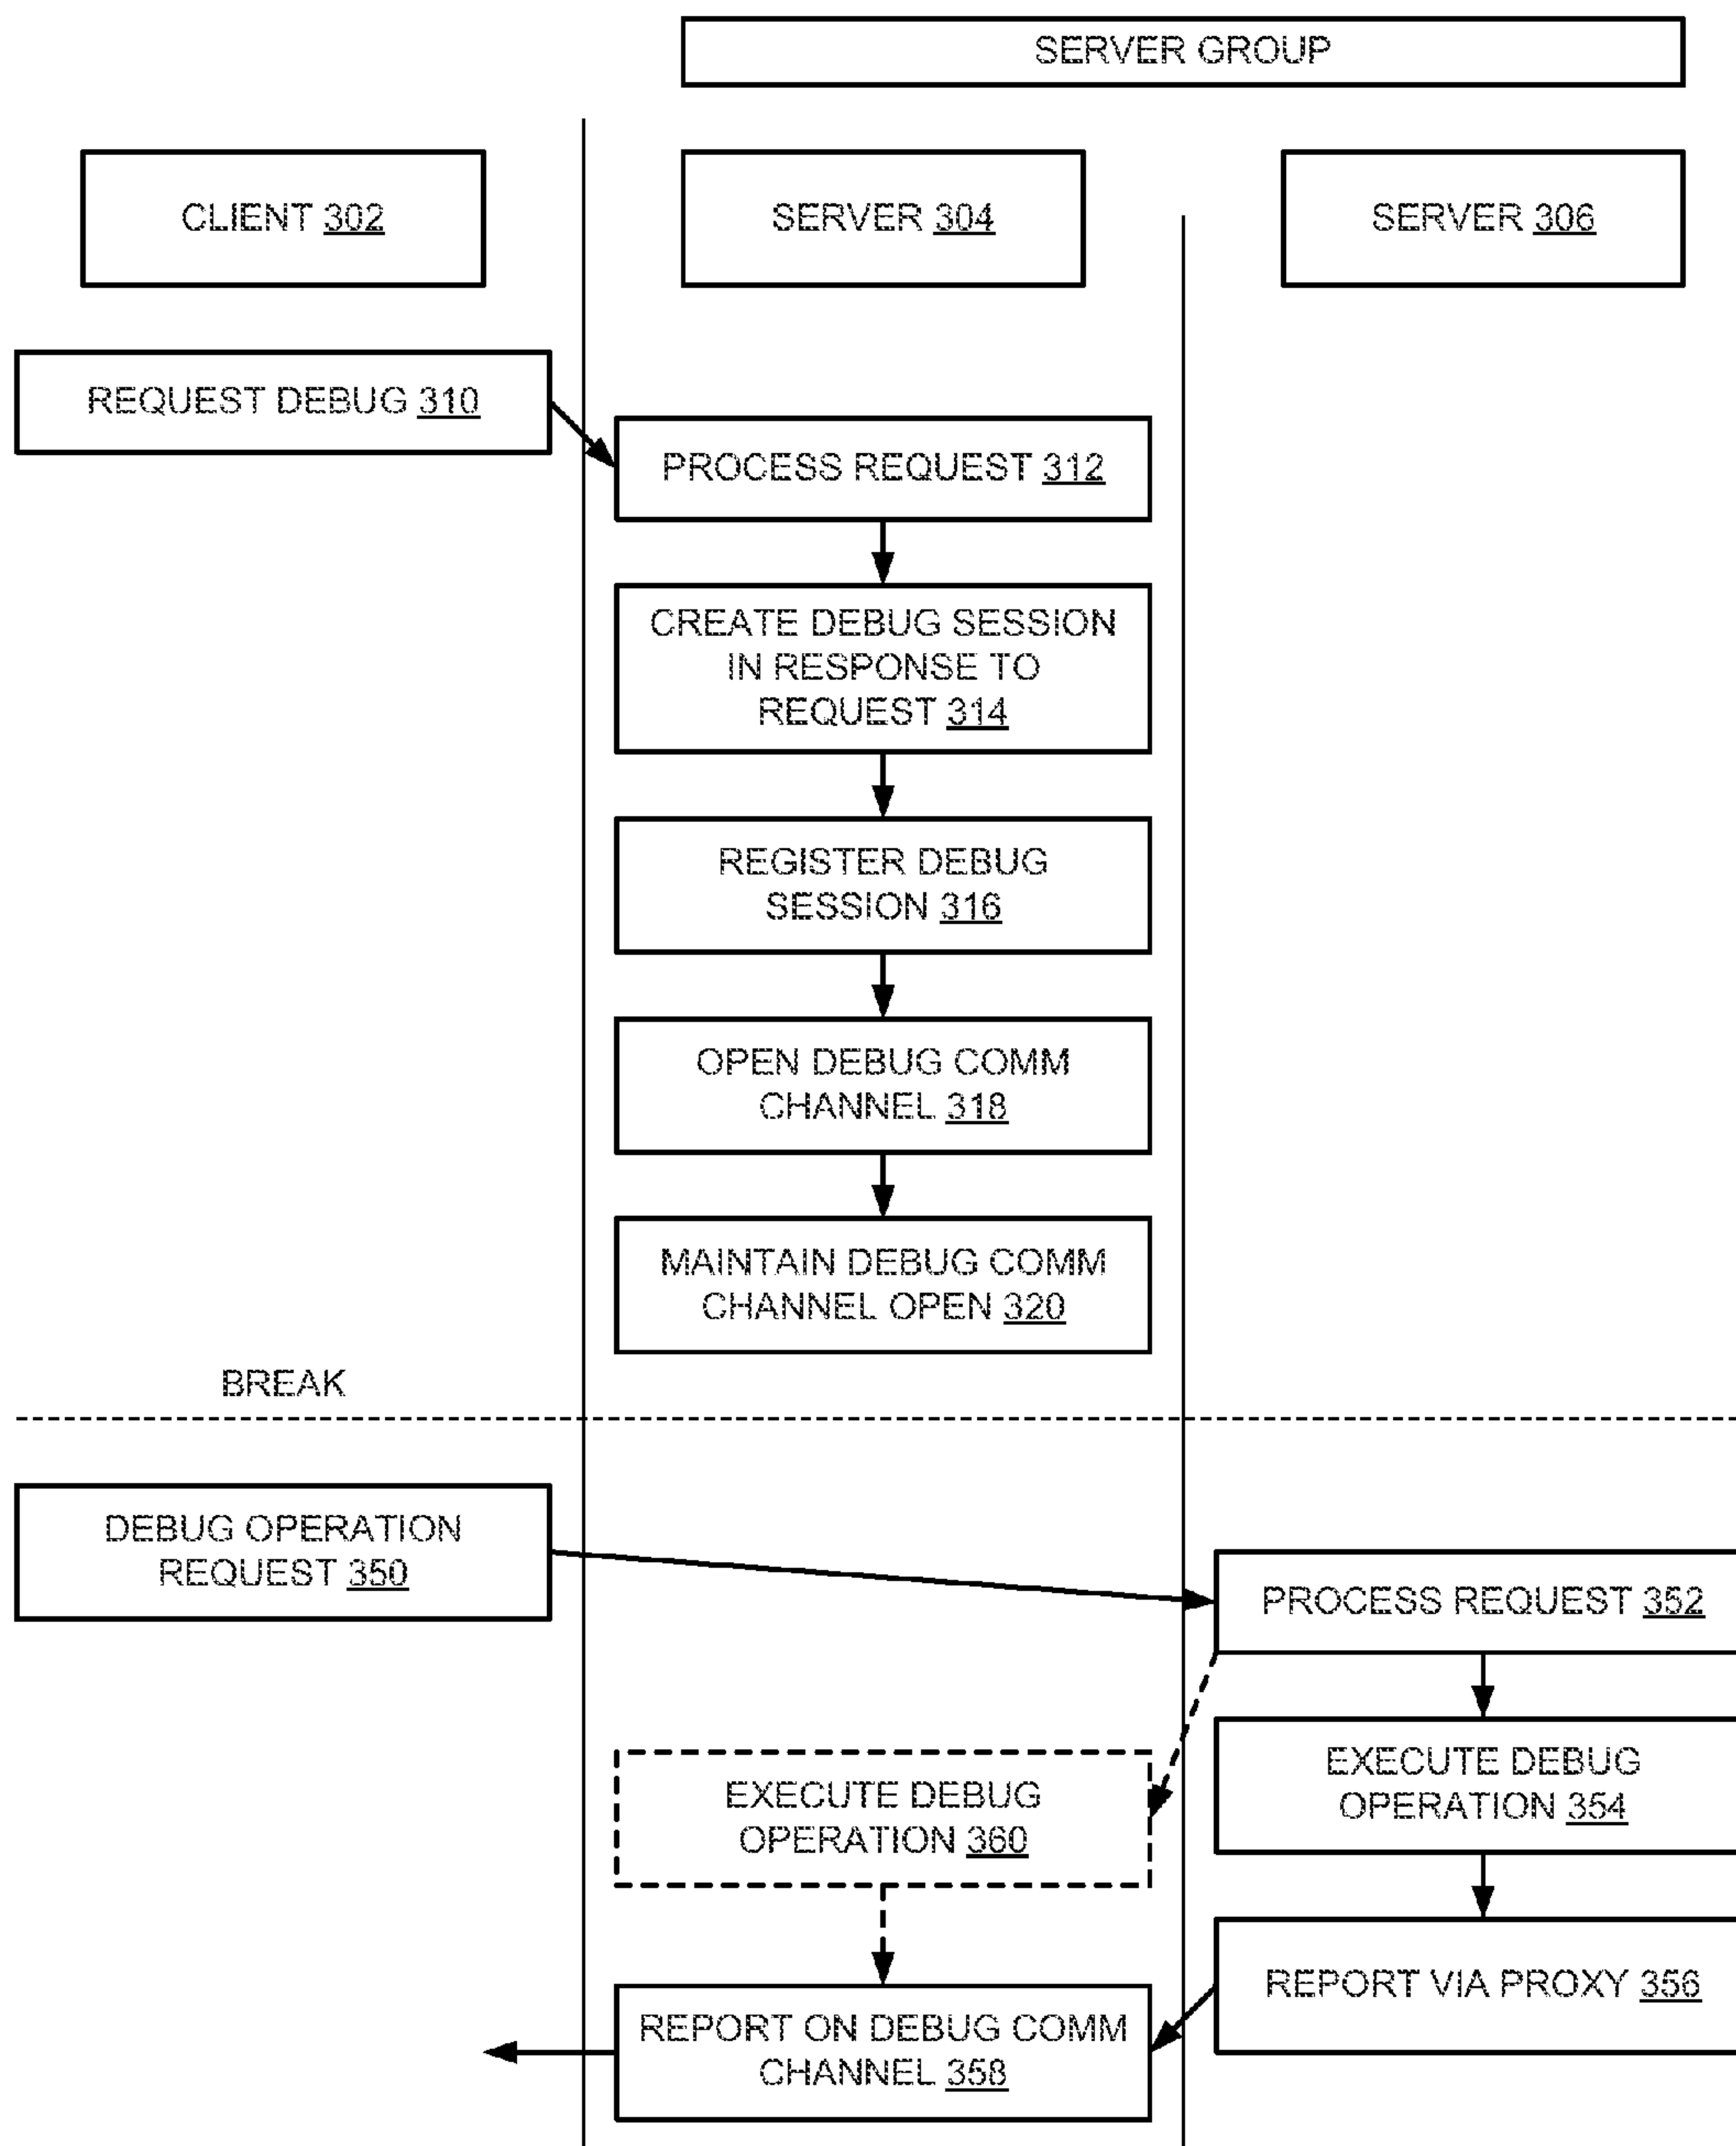 SERVER GROUP
CLIENT 302
SERVER 304
SERVER 306
REQUEST DEBUG 310
PROCESS REQUEST 312
CREATE DEBUG SESSION
IN RESPONSE TO
REQUEST 314
REGISTER DEBUG
SESSION 316
OPEN DEBUG COMM
CHANNEL 318
MAINTAIN DEBUG COMM
CHANNEL OPEN 320
BREAK
DEBUG OPERATION
REQUEST 350
PROCESS REQUEST 352
EXECUTE DEBUG
OPERATION 354
EXECUTE DEBUG
OPERATION 360
REPORT VIA PROXY 356
REPORT ON DEBUG COMM
CHANNEL 358